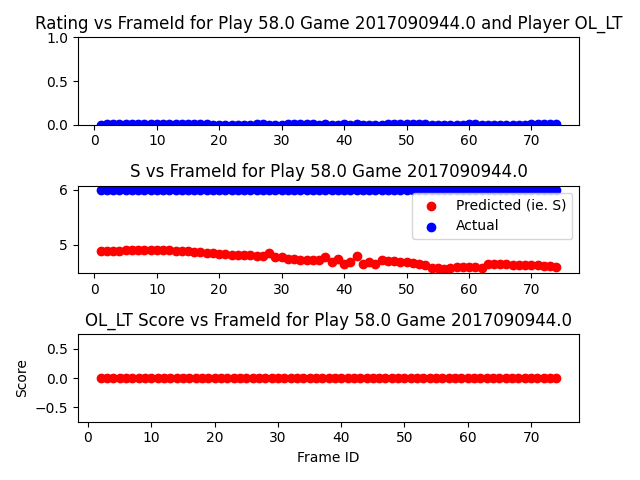 Rating vs FrameId for Play 58.0 Game 2017090944.0 and Player OL_LT
1.0
0.5
0.0
0 10 20 30 40 50 60 70
S vs FrameId for Play 58.0 Game 2017090944.0
6
5
Predicted (ie. S)
Actual
0 10 20 30 40 50 60 70
OL_LT Score vs FrameId for Play 58.0 Game 2017090944.0
Score
0.5
0.0
−0.5
0 10 20 30 40 50 60 70
Frame ID